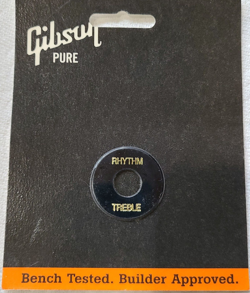 Gibson
PURE
RHYTHM
TREBLE
Bench Tested. Builder Approved.